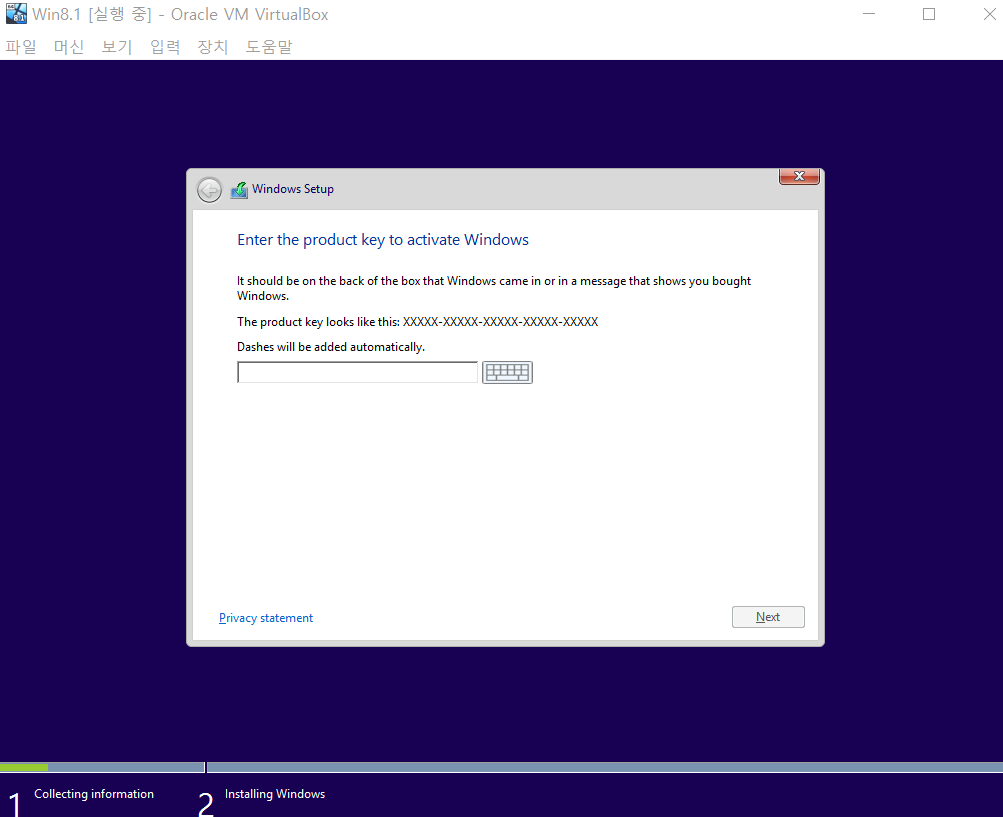 Win8.1 [실행 중] - Oracle VM VirtualBox
파일 머신 보기 입력 장치 도움말
Windows Setup
Enter the product key to activate Windows
It should be on the back of the box that Windows came in or in a message that shows you bought
Windows.
The product key looks like this: XXXXX-XXXXX-XXXXX-XXXXX-XXXXX
Dashes will be added automatically.
Privacy statement
Next
1 Collecting information
2 Installing Windows